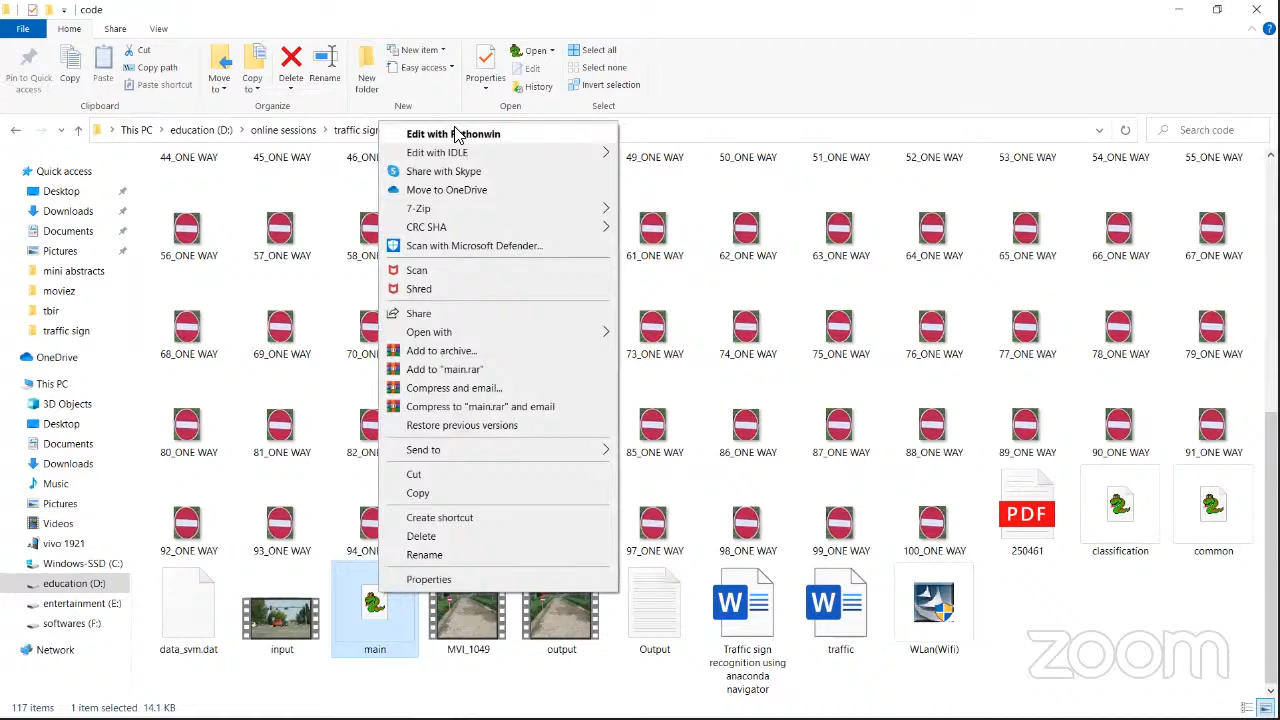 code
File
Home
Share
View
Pin to Quick access
Copy
Paste
Cut
Copy path
Paste shortcut
Clipboard
Move to
Copy to
Delete
Rename
Organize
New folder
New item
Easy access
New
Properties
Open
Edit
History
Open
Select all
Select none
Invert selection
Select
This PC
education (D:)
online sessions
traffic sign
Search code
Quick access
Desktop
Downloads
Documents
Pictures
mini abstracts
moviez
tbir
traffic sign
OneDrive
This PC
3D Objects
Desktop
Documents
Downloads
Music
Pictures
Videos
vivo 1921
Windows-SSD (C:)
education (D:)
entertainment (E:)
softwares (F:)
Network
44_ONE WAY
45_ONE WAY
49_ONE WAY
50_ONE WAY
51_ONE WAY
52_ONE WAY
53_ONE WAY
54_ONE WAY
55_ONE WAY
56_ONE WAY
57_ONE WAY
61_ONE WAY
62_ONE WAY
63_ONE WAY
64_ONE WAY
65_ONE WAY
66_ONE WAY
67_ONE WAY
68_ONE WAY
69_ONE WAY
73_ONE WAY
74_ONE WAY
75_ONE WAY
76_ONE WAY
77_ONE WAY
78_ONE WAY
79_ONE WAY
80_ONE WAY
81_ONE WAY
85_ONE WAY
86_ONE WAY
87_ONE WAY
88_ONE WAY
89_ONE WAY
90_ONE WAY
91_ONE WAY
92_ONE WAY
93_ONE WAY
97_ONE WAY
98_ONE WAY
99_ONE WAY
100_ONE WAY
PDF
250461
classification
common
data_svm.dat
input
main
MVI_1049
output
Output
W
Traffic sign
recognition using
anaconda
navigator
W
traffic
WLan(Wifi)
Edit with
Edit with IDLE
Share with Skype
Move to OneDrive
7-Zip
CRC SHA
Scan with Microsoft Defender...
Scan
Shred
Share
Open with
Add to archive...
Add to "main.rar"
Compress and email...
Compress to "main.rar" and email
Restore previous versions
Send to
Cut
Copy
Create shortcut
Delete
Rename
Properties
zoom
117 items
1 item selected 14.1 KB